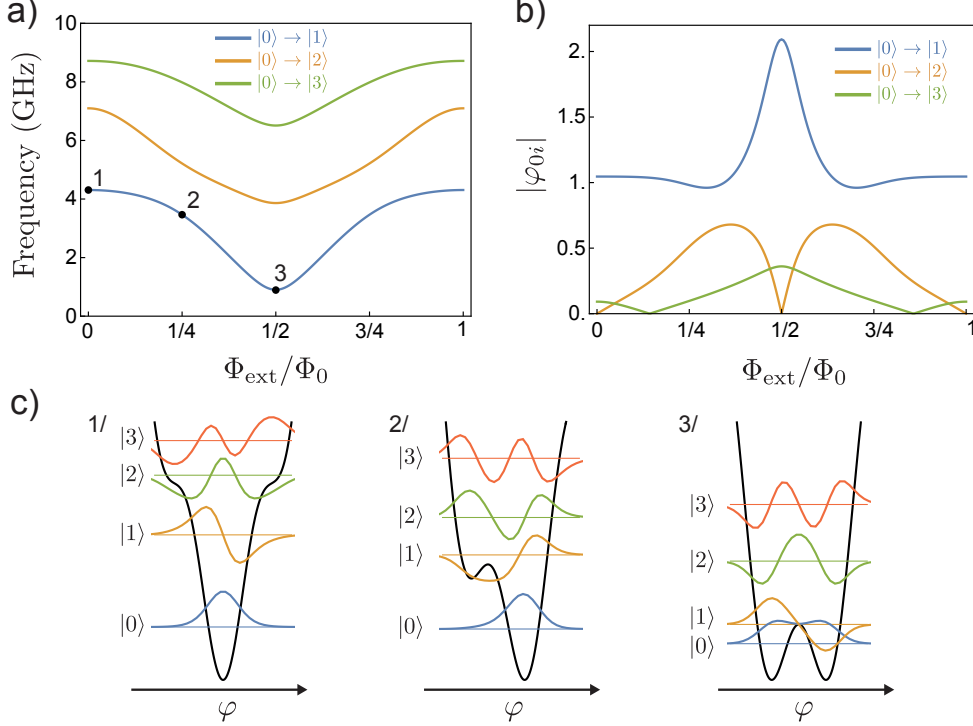 a)
Frequency (GHz)
10
8
6
4
2
0
|0⟩ → |1⟩
|0⟩ → |2⟩
|0⟩ → |3⟩
1
2
3
0
1/4
1/2
3/4
1
Φext/Φ0
b)
|φ0i|
2.
1.5
1.
0.5
0.
|0⟩ → |1⟩
|0⟩ → |2⟩
|0⟩ → |3⟩
0
1/4
1/2
3/4
1
Φext/Φ0
c)
1/
|3⟩
|2⟩
|1⟩
|0⟩
φ
2/
|3⟩
|2⟩
|1⟩
|0⟩
φ
3/
|3⟩
|2⟩
|1⟩
|0⟩
φ